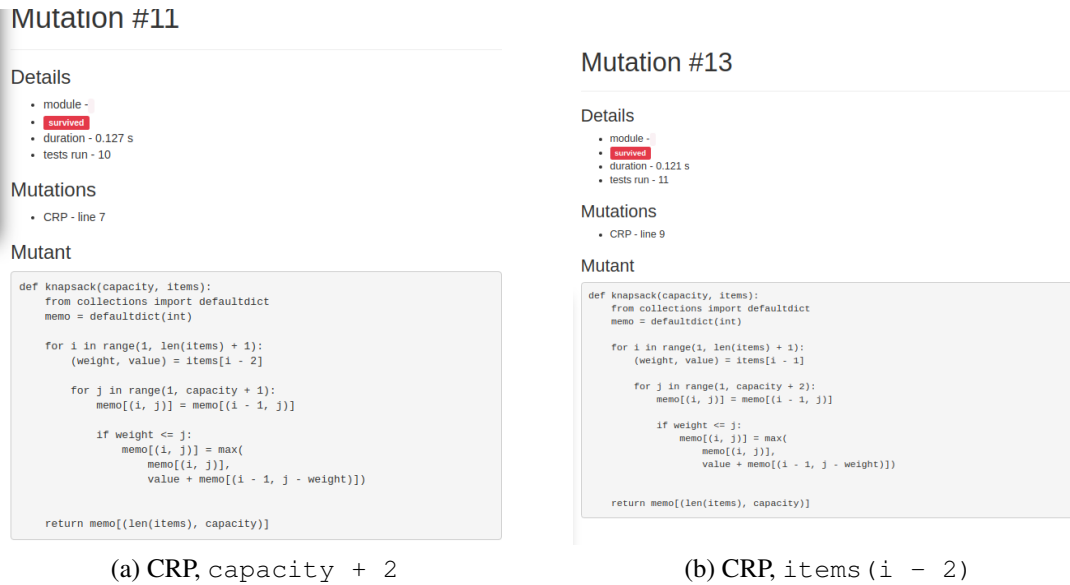 Mutation #11
Details
module -
survived
duration - 0.127 s
tests run - 10
Mutations
CRP - line 7
Mutant
def knapsack(capacity, items):
    from collections import defaultdict
    memo = defaultdict(int)
    for i in range(1, len(items) + 1):
        (weight, value) = items[i - 2]
        for j in range(1, capacity + 1):
            memo[(i, j)] = memo[(i - 1, j)]
            if weight <= j:
                memo[(i, j)] = max(
                    memo[(i, j)],
                    value + memo[(i - 1, j - weight)])
    return memo[(len(items), capacity)]
(a) CRP, capacity + 2
Mutation #13
Details
module -
survived
duration - 0.121 s
tests run - 11
Mutations
CRP - line 9
Mutant
def knapsack(capacity, items):
    from collections import defaultdict
    memo = defaultdict(int)
    for i in range(1, len(items) + 1):
        (weight, value) = items[i - 1]
        for j in range(1, capacity + 2):
            memo[(i, j)] = memo[(i - 1, j)]
            if weight <= j:
                memo[(i, j)] = max(
                    memo[(i, j)],
                    value + memo[(i - 1, j - weight)])
    return memo[(len(items), capacity)]
(b) CRP, items(i − 2)